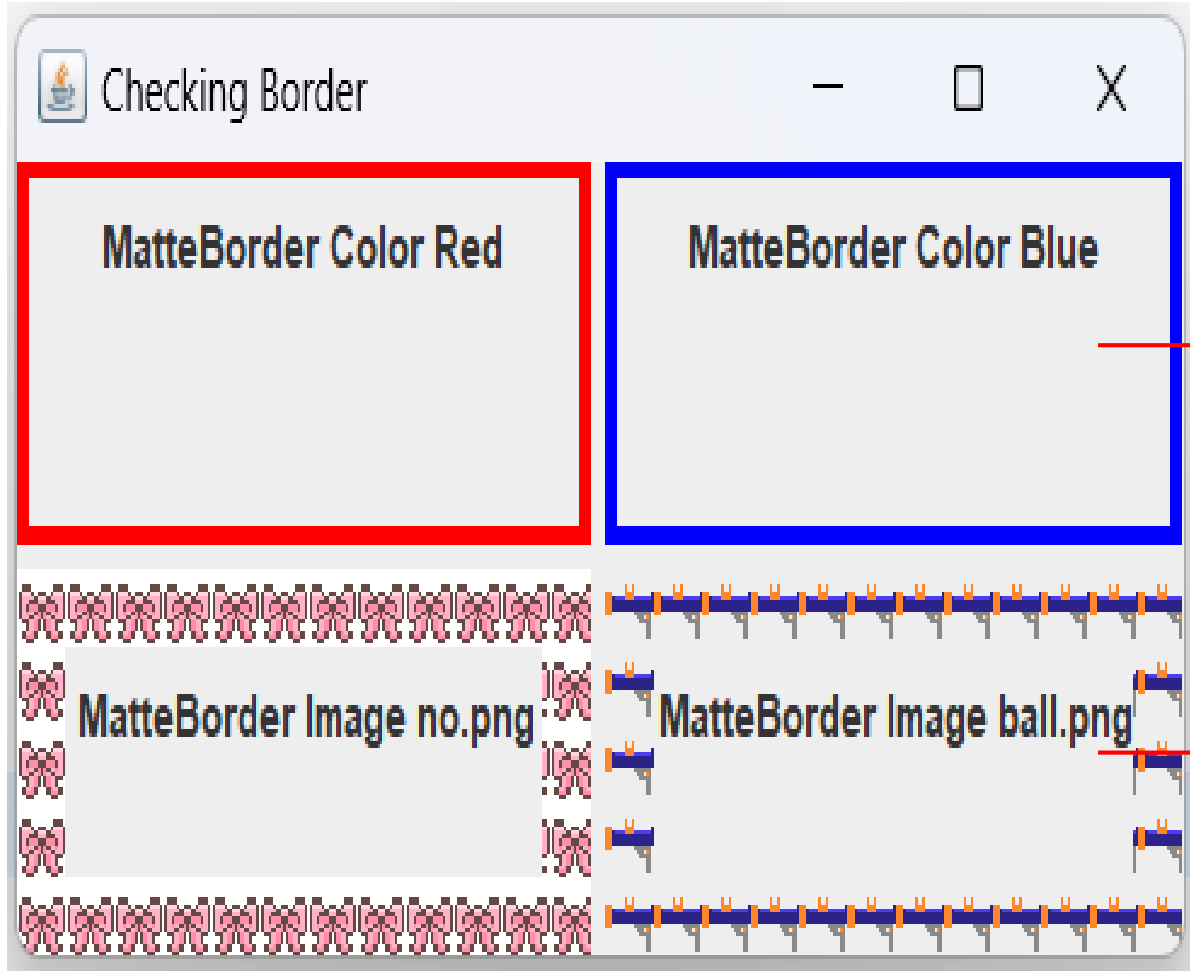 Checking Border
MatteBorder Color Red
MatteBorder Color Blue
MatteBorder Image no.png
MatteBorder Image ball.png